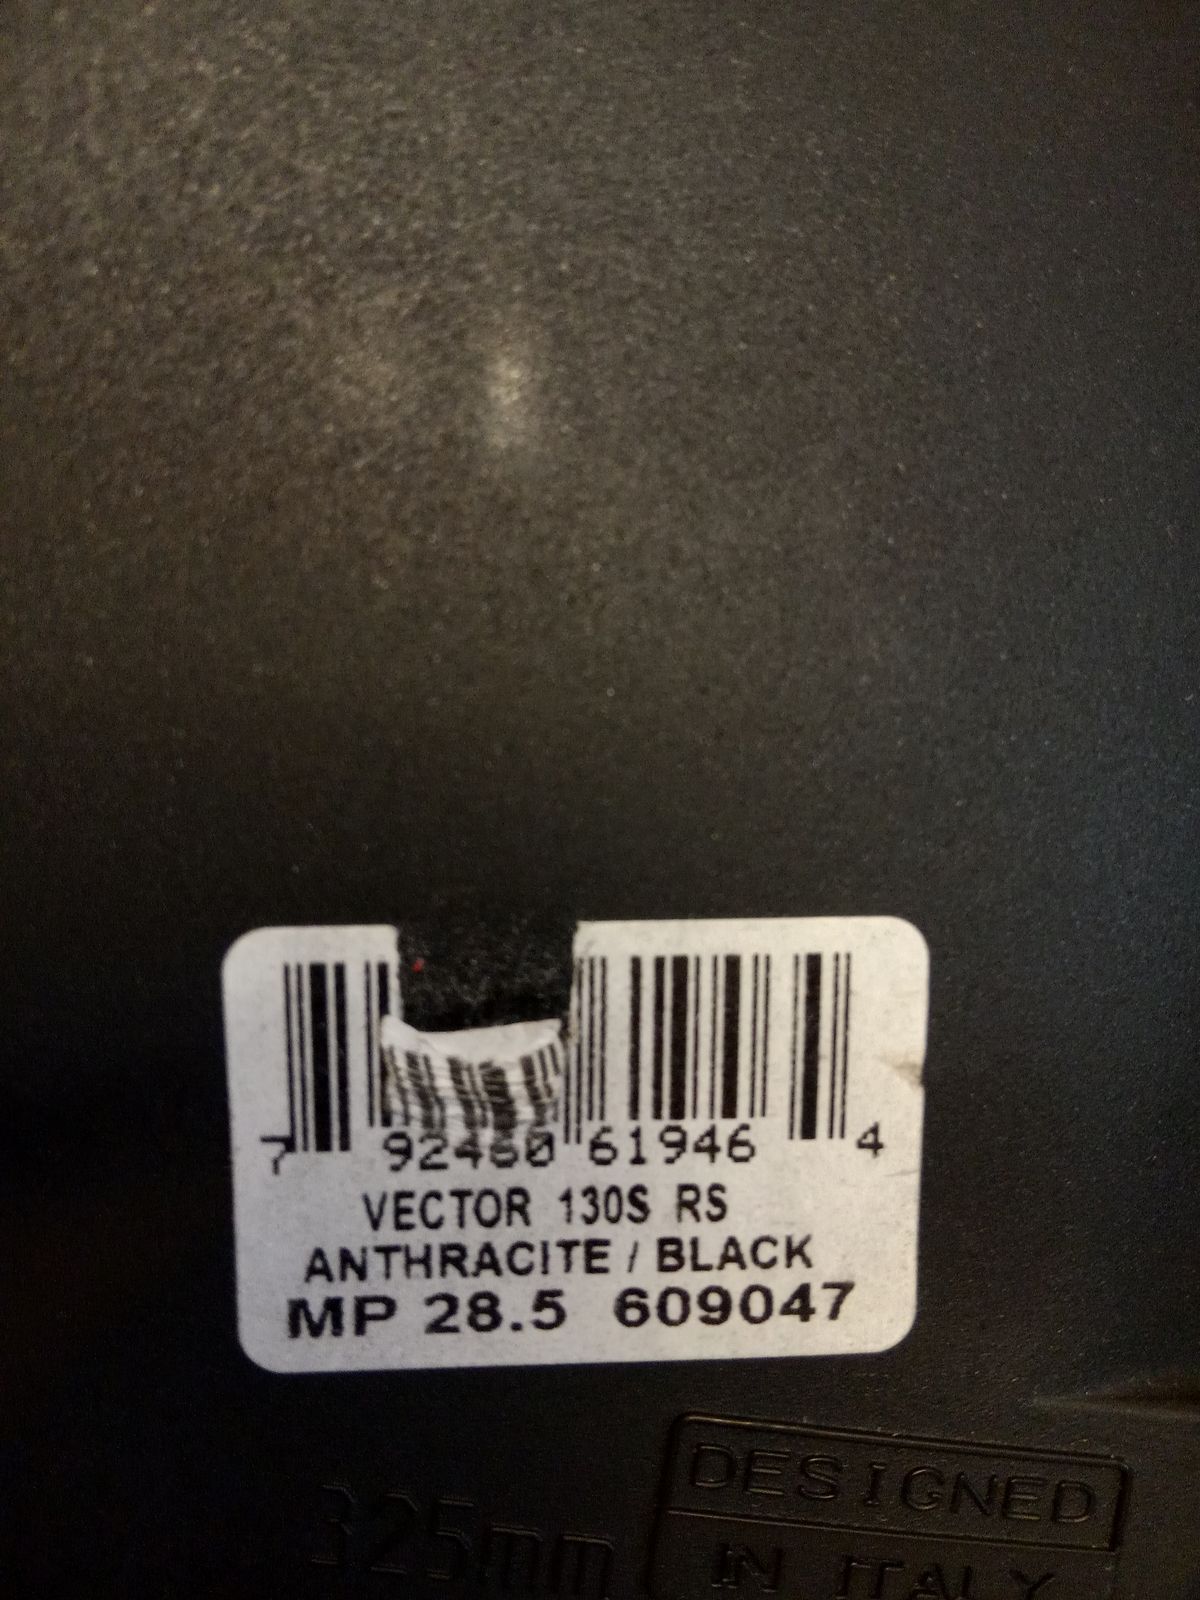 7 92460 61946 4
VECTOR 130S RS
ANTHRACITE / BLACK
MP 28.5 609047
325mm
DESIGNED
IN ITALY